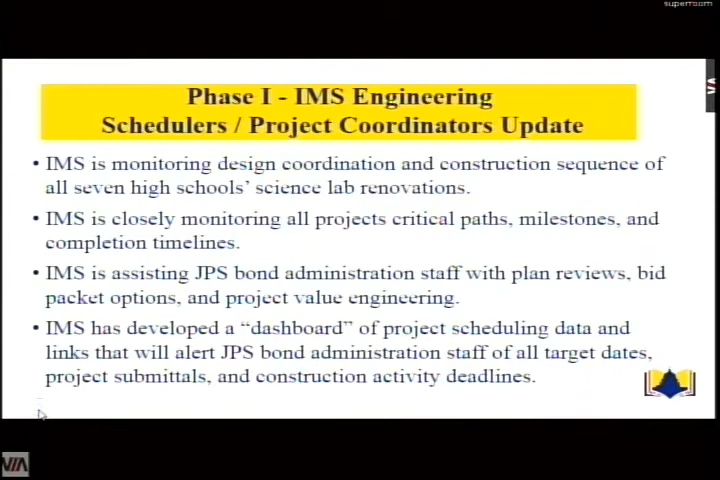 superroom
Phase I - IMS Engineering
Schedulers / Project Coordinators Update
• IMS is monitoring design coordination and construction sequence of
all seven high schools’ science lab renovations.
• IMS is closely monitoring all projects critical paths, milestones, and
completion timelines.
• IMS is assisting JPS bond administration staff with plan reviews, bid
packet options, and project value engineering.
• IMS has developed a “dashboard” of project scheduling data and
links that will alert JPS bond administration staff of all target dates,
project submittals, and construction activity deadlines.
VIA